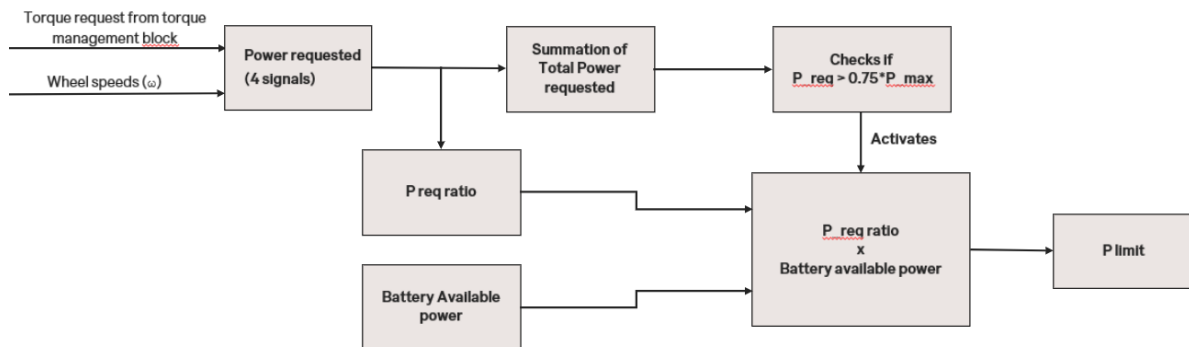 Torque request from torque
management block
Wheel speeds (ω)
Power requested
(4 signals)
Summation of
Total Power
requested
Checks if
P_req > 0.75*P_max
Activates
P req ratio
P_req ratio
x
Battery available power
P limit
Battery Available
power